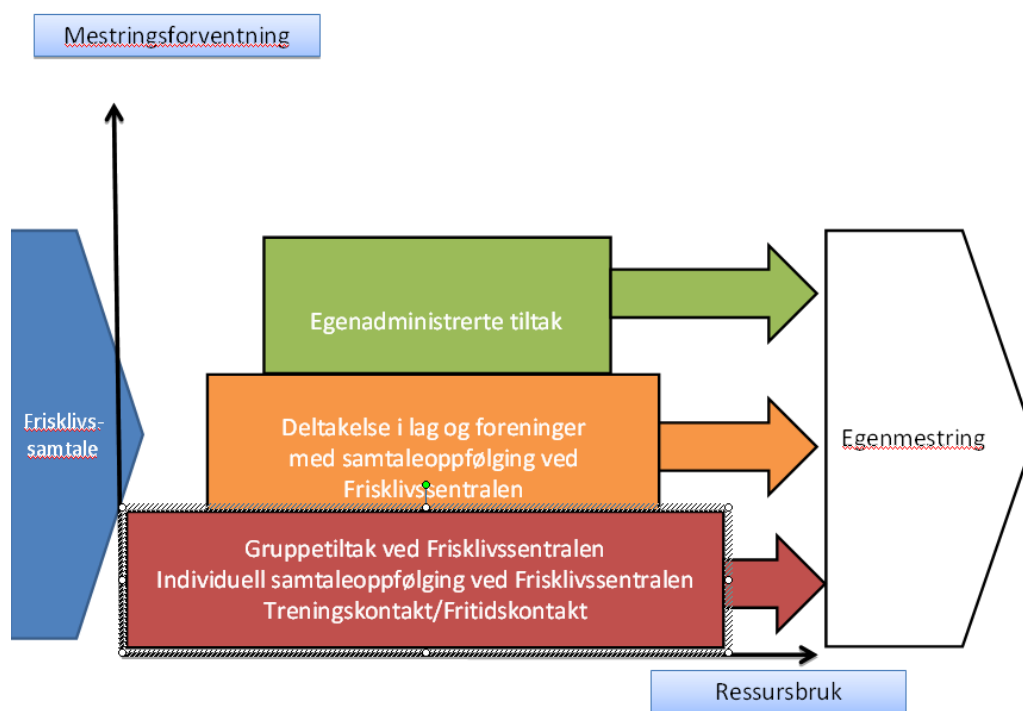 Mestringsforventning
Frisklivs-
samtale
Egenadministrerte tiltak
Deltakelse i lag og foreninger
med samtaleoppfølging ved
Frisklivssentralen
Gruppetiltak ved Frisklivssentralen
Individuell samtaleoppfølging ved Frisklivssentralen
Treningskontakt/Fritidskontakt
Egenmestring
Ressursbruk